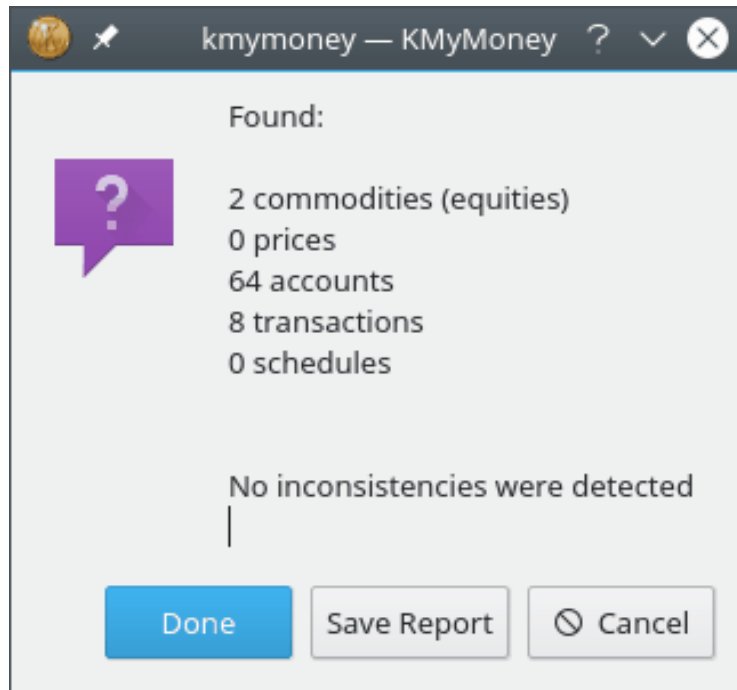 kmymoney — KMyMoney ?
Found:
2 commodities (equities)
0 prices
64 accounts
8 transactions
0 schedules
No inconsistencies were detected
Done
Save Report
Cancel